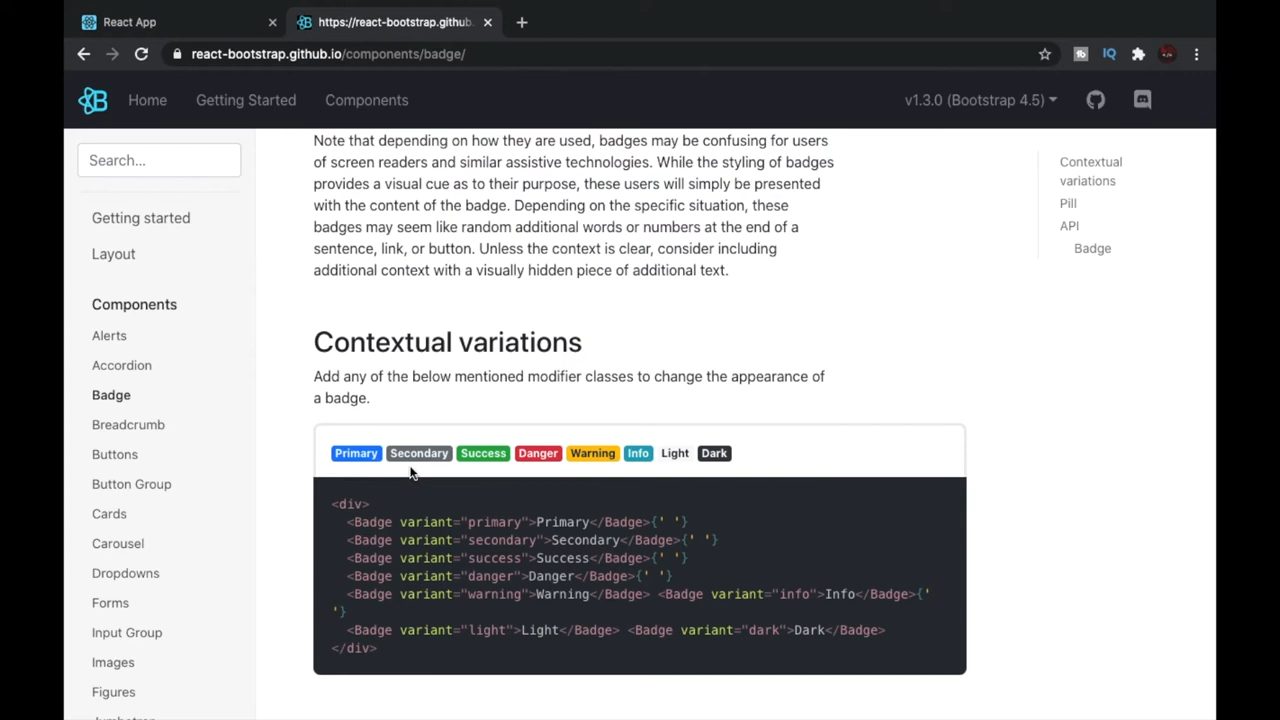 React App
https://react-bootstrap.github.
react-bootstrap.github.io/components/badge/
IQ
B
Home
Getting Started
Components
v1.3.0 (Bootstrap 4.5)
Search...
Getting started
Layout
Components
Alerts
Accordion
Badge
Breadcrumb
Buttons
Button Group
Cards
Carousel
Dropdowns
Forms
Input Group
Images
Figures
Note that depending on how they are used, badges may be confusing for users
of screen readers and similar assistive technologies. While the styling of badges
provides a visual cue as to their purpose, these users will simply be presented
with the content of the badge. Depending on the specific situation, these
badges may seem like random additional words or numbers at the end of a
sentence, link, or button. Unless the context is clear, consider including
additional context with a visually hidden piece of additional text.
Contextual variations
Add any of the below mentioned modifier classes to change the appearance of
a badge.
Primary Secondary Success Danger Warning Info Light Dark
<div>
<Badge variant="primary">Primary</Badge>{' '}
<Badge variant="secondary">Secondary</Badge>{' '}
<Badge variant="success">Success</Badge>{' '}
<Badge variant="danger">Danger</Badge>{' '}
<Badge variant="warning">Warning</Badge> <Badge variant="info">Info</Badge>{'
'}
<Badge variant="light">Light</Badge> <Badge variant="dark">Dark</Badge>
</div>
Contextual
variations
Pill
API
Badge